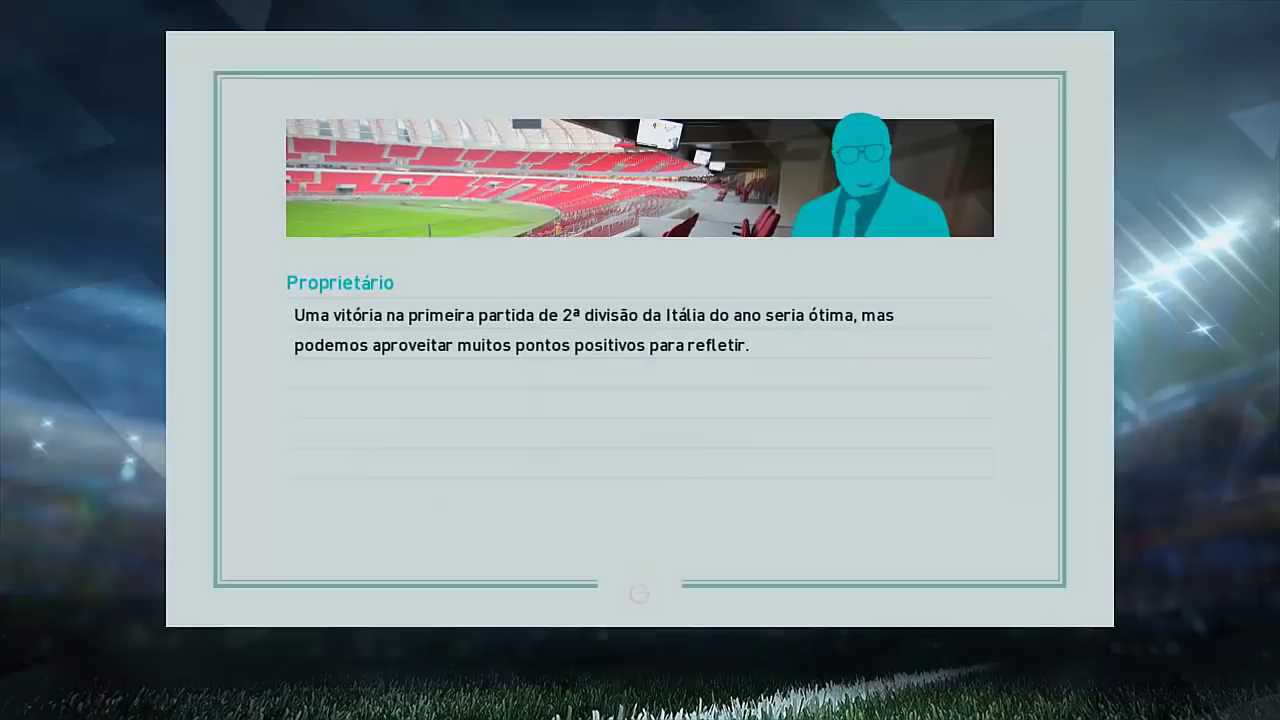 Proprietário
Uma vitória na primeira partida de 2ª divisão da Itália do ano seria ótima, mas
podemos aproveitar muitos pontos positivos para refletir.